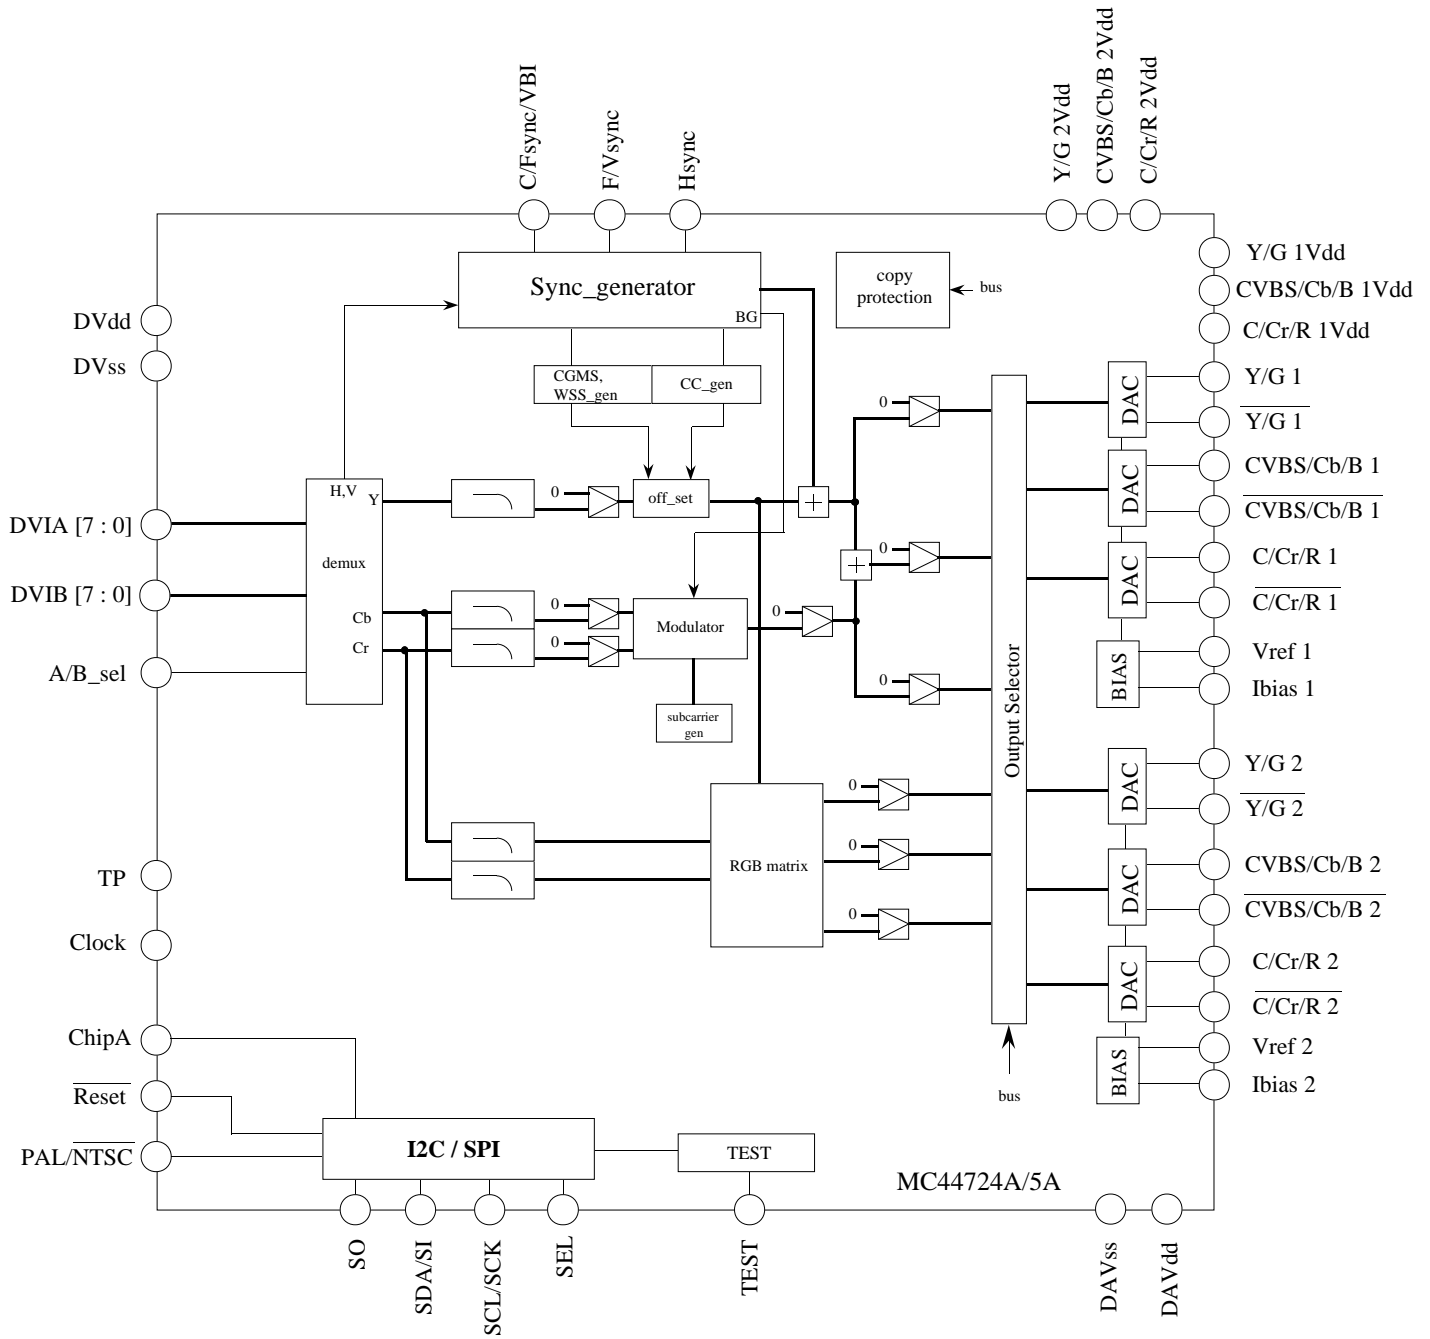 C/Fsync/VBI
F/Vsync
Hsync
Y/G 2Vdd
CVBS/Cb/B 2Vdd
C/Cr/R 2Vdd
Sync_generator
BG
copy
protection
bus
Y/G 1Vdd
CVBS/Cb/B 1Vdd
C/Cr/R 1Vdd
DVdd
DVss
CGMS,
WSS_gen
CC_gen
DAC
Y/G 1
Y/G 1
0
H,V
Y
0
off_set
+
DAC
CVBS/Cb/B 1
CVBS/Cb/B 1
DVIA [7 : 0]
demux
DVIB [7 : 0]
Cb
Cr
0
0
Modulator
0
+
0
DAC
C/Cr/R 1
C/Cr/R 1
A/B_sel
subcarrier
gen
0
Output Selector
BIAS
Vref 1
Ibias 1
RGB matrix
0
0
0
DAC
Y/G 2
Y/G 2
TP
DAC
CVBS/Cb/B 2
CVBS/Cb/B 2
Clock
DAC
C/Cr/R 2
C/Cr/R 2
ChipA
Reset
PAL/NTSC
bus
BIAS
Vref 2
Ibias 2
I2C / SPI
TEST
MC44724A/5A
SO
SDA/SI
SCL/SCK
SEL
TEST
DAVss
DAVdd